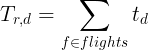 T_{r,d} = \sum_{f \in flights} t_d